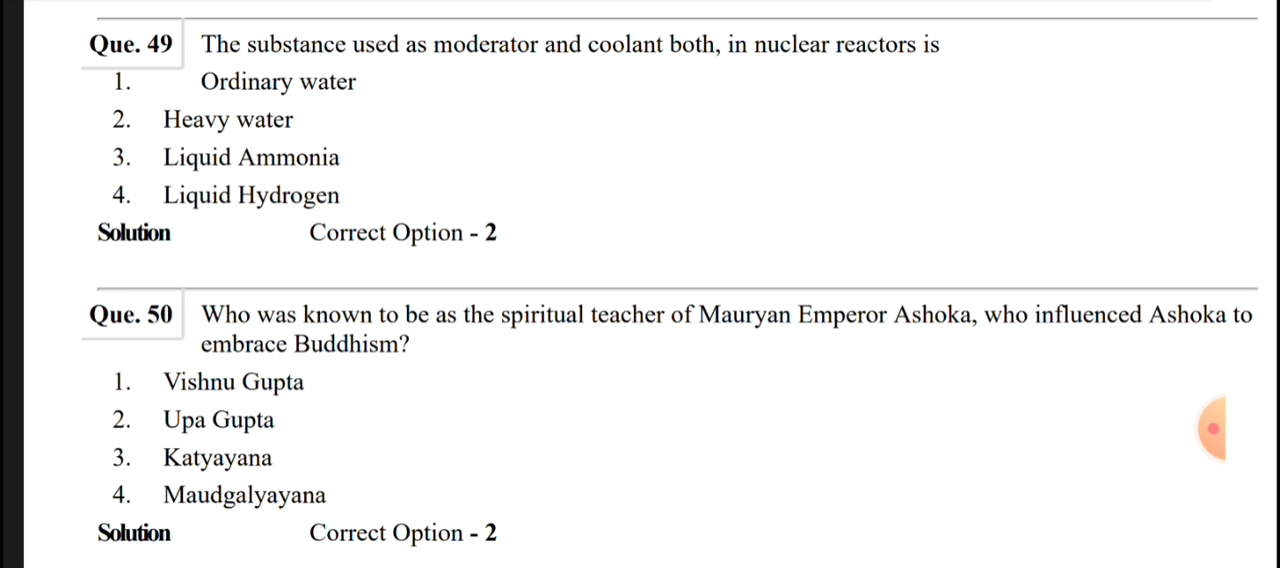 Que. 49 The substance used as moderator and coolant both, in nuclear reactors is
1. Ordinary water
2. Heavy water
3. Liquid Ammonia
4. Liquid Hydrogen
Solution Correct Option - 2
Que. 50 Who was known to be as the spiritual teacher of Mauryan Emperor Ashoka, who influenced Ashoka to
embrace Buddhism?
1. Vishnu Gupta
2. Upa Gupta
3. Katyayana
4. Maudgalyayana
Solution Correct Option - 2